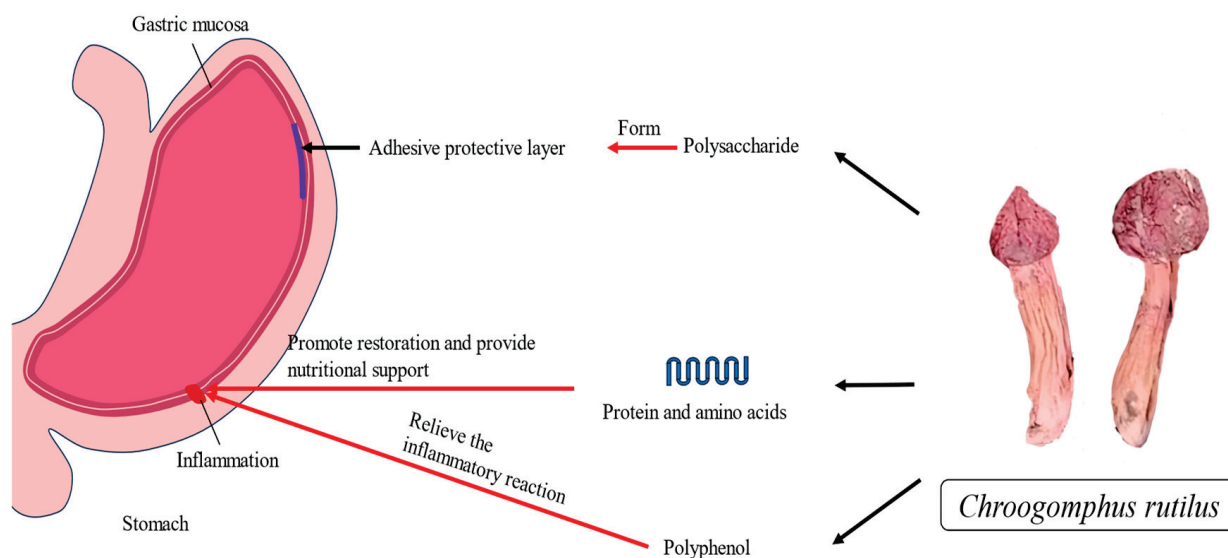 Gastric mucosa
Adhesive protective layer
Form
Polysaccharide
Promote restoration and provide
nutritional support
Protein and amino acids
Relieve the
inflammatory reaction
Inflammation
Stomach
Polyphenol
Chroogomphus rutilus